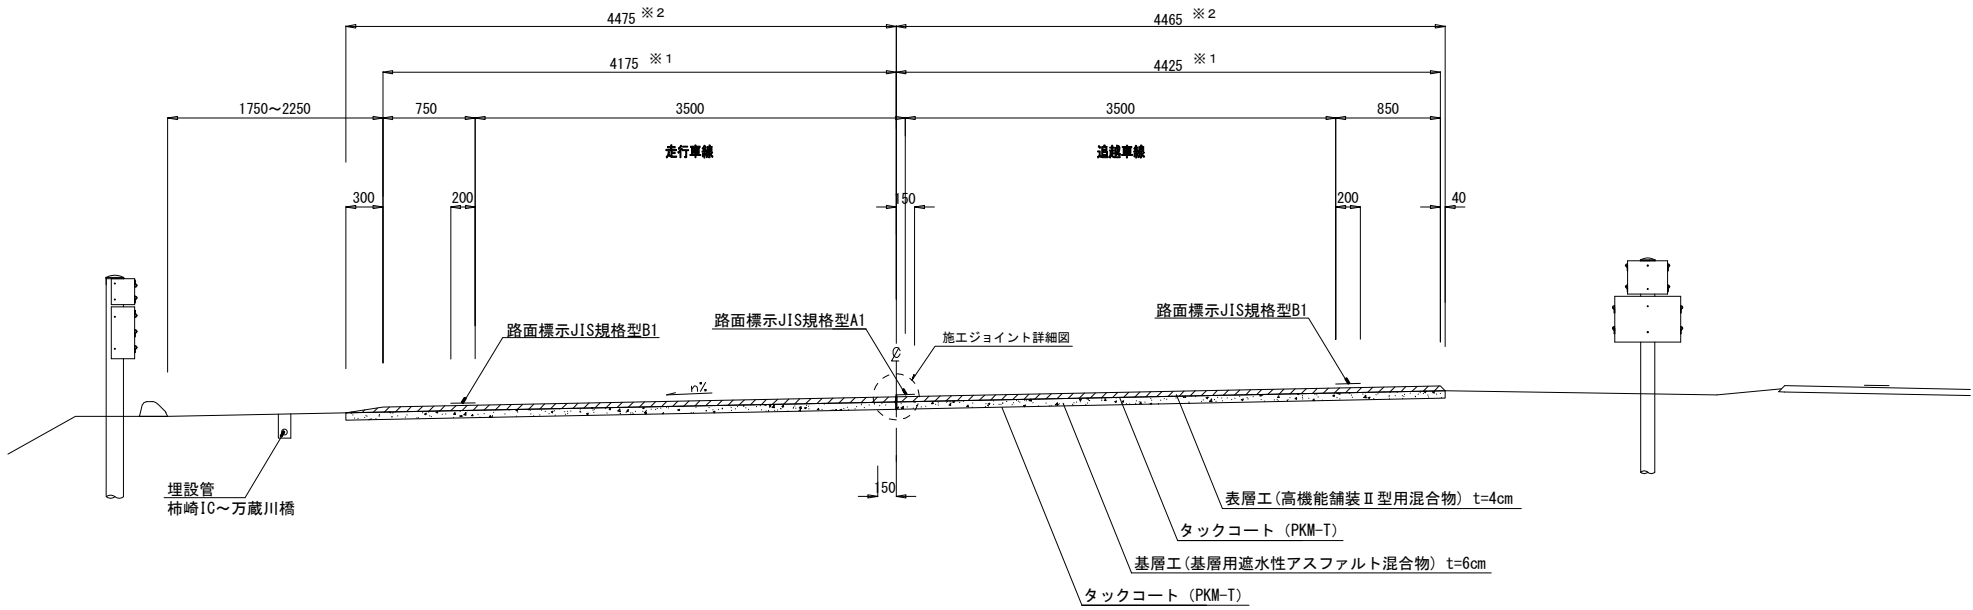 4475 ※2
4465 ※2
4175 ※1
4425 ※1
1750～2250
750
3500
3500
850
走行車線
追越車線
300
200
150
200
40
路面標示JIS規格型B1
路面標示JIS規格型A1
路面標示JIS規格型B1
施工ジョイント詳細図
℄
n%
埋設管
柿崎IC～万蔵川橋
150
表層工(高機能舗装Ⅱ型用混合物) t=4cm
タックコート (PKM-T)
基層工(基層用遮水性アスファルト混合物) t=6cm
タックコート (PKM-T)